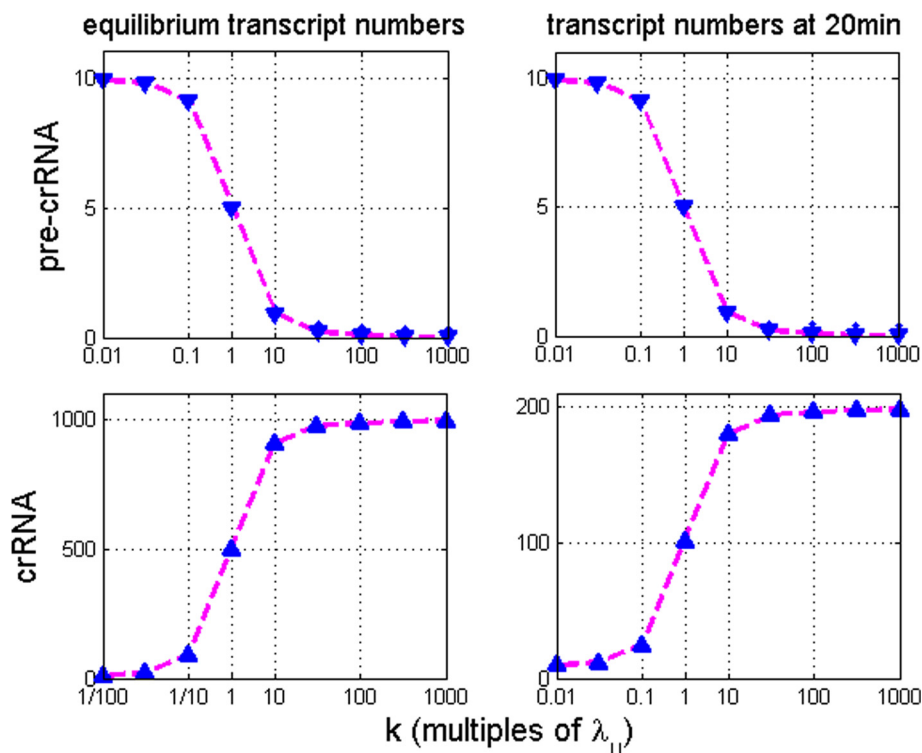 equilibrium transcript numbers
transcript numbers at 20min
pre-crRNA
10
5
0
0.01 0.1 1 10 100 1000
10
5
0
0.01 0.1 1 10 100 1000
crRNA
1000
500
0
1/100 1/10 1 10 100 1000
200
100
0
0.01 0.1 1 10 100 1000
k (multiples of λu)